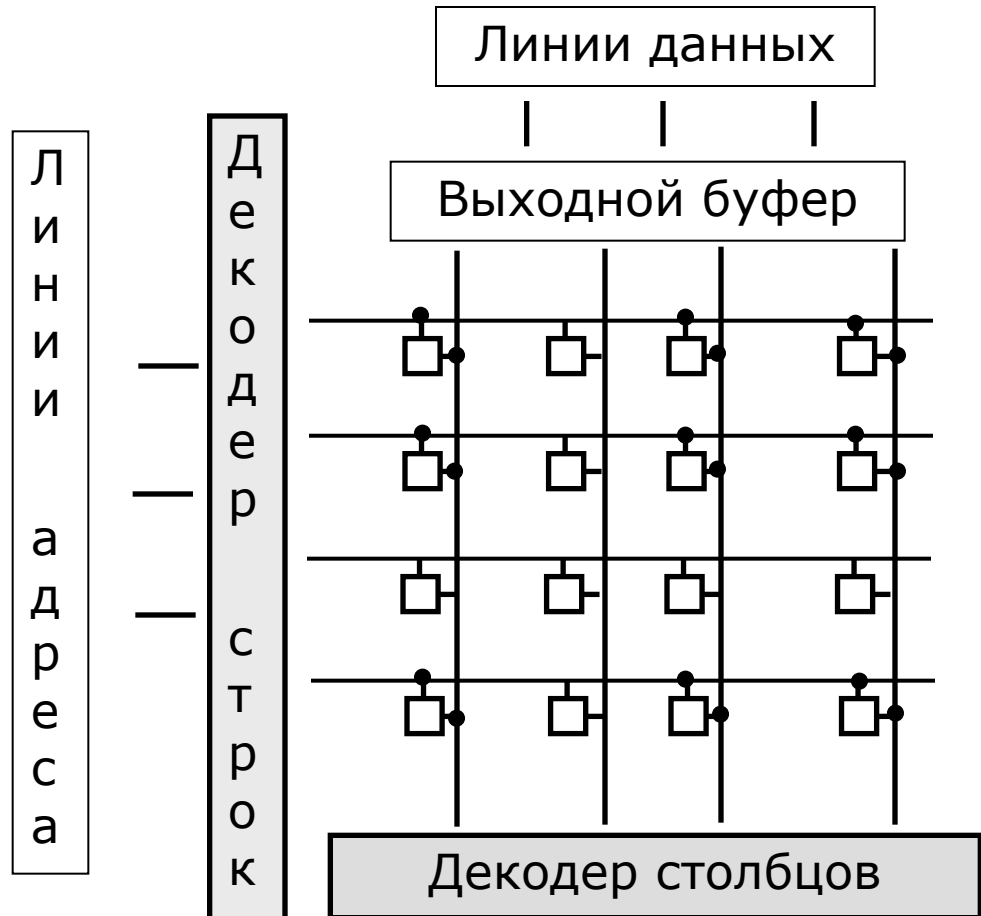 Линии данных
Выходной буфер
Линии адреса
Декодер строк
Декодер столбцов